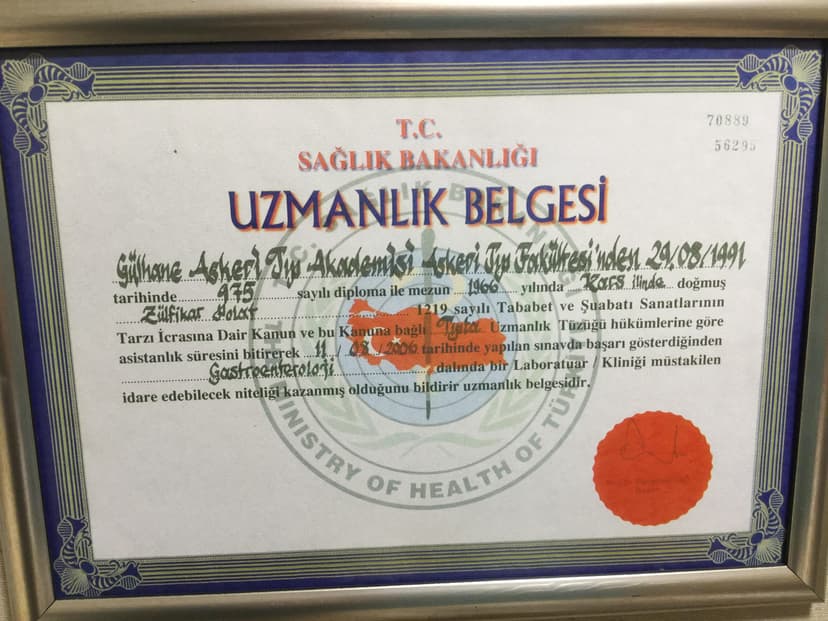 70889
56295
T.C.
SAĞLIK BAKANLIĞI
UZMANLIK BELGESİ
Gülhane Askeri Tıp Akademisi Askeri Tıp Fakültesi'nden 29/08/1991
tarihinde 975 sayılı diploma ile mezun 1966 yılında Kars ilinde doğmuş
Zülfikar Polat 1219 sayılı Tababet ve Şuabatı Sanatlarının
Tarzı İcrasına Dair Kanun ve bu Kanuna bağlı Tıpta Uzmanlık Tüzüğü hükümlerine göre
asistanlık süresini bitirerek 11/08/2006 tarihinde yapılan sınavda başarı gösterdiğinden
Gastroenteroloji dalında bir Laboratuar / Kliniği müstakilen
idare edebilecek niteliği kazanmış olduğunu bildirir uzmanlık belgesidir.
T.C. SAĞLIK BAKANLIĞI
MINISTRY OF HEALTH OF TÜRKİYE